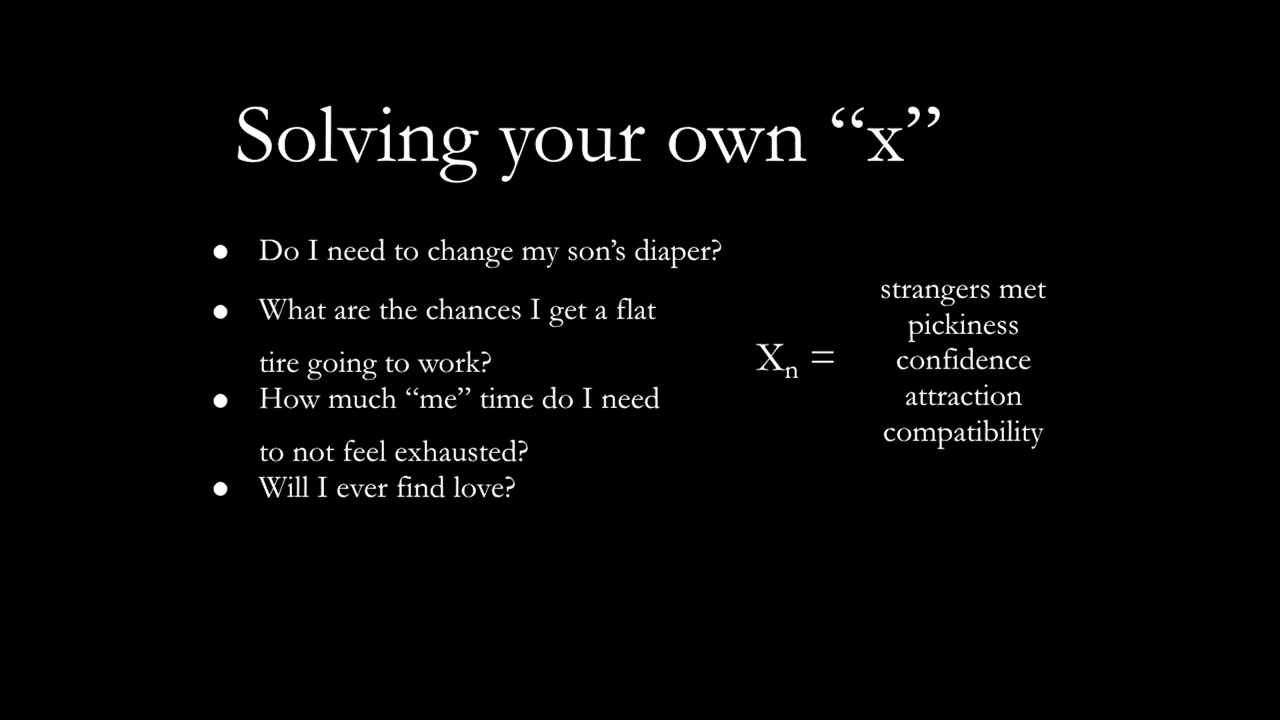 Solving your own “x”
● Do I need to change my son’s diaper?
● What are the chances I get a flat
tire going to work?
● How much “me” time do I need
to not feel exhausted?
● Will I ever find love?
Xn =
strangers met
pickiness
confidence
attraction
compatibility